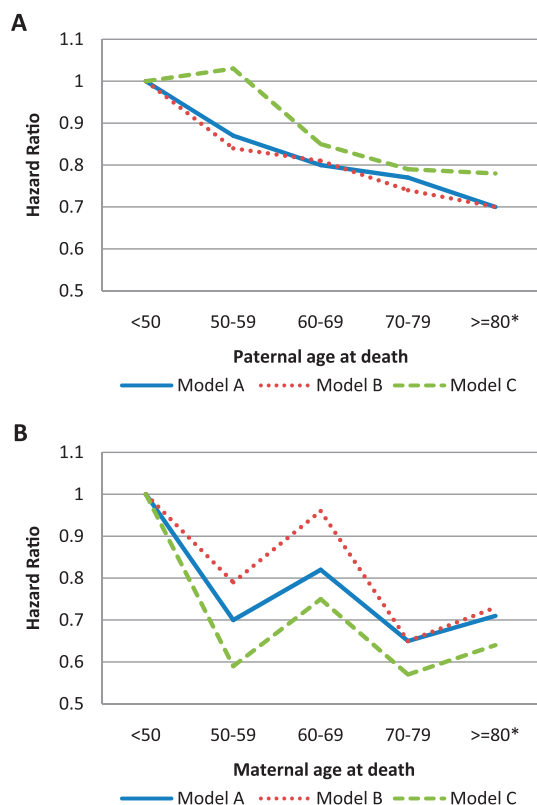 A
1.1
1
0.9
0.8
0.7
0.6
0.5
Hazard Ratio
<50 50-59 60-69 70-79 >=80*
Paternal age at death
Model A Model B Model C
B
1.1
1
0.9
0.8
0.7
0.6
0.5
Hazard Ratio
<50 50-59 60-69 70-79 >=80*
Maternal age at death
Model A Model B Model C